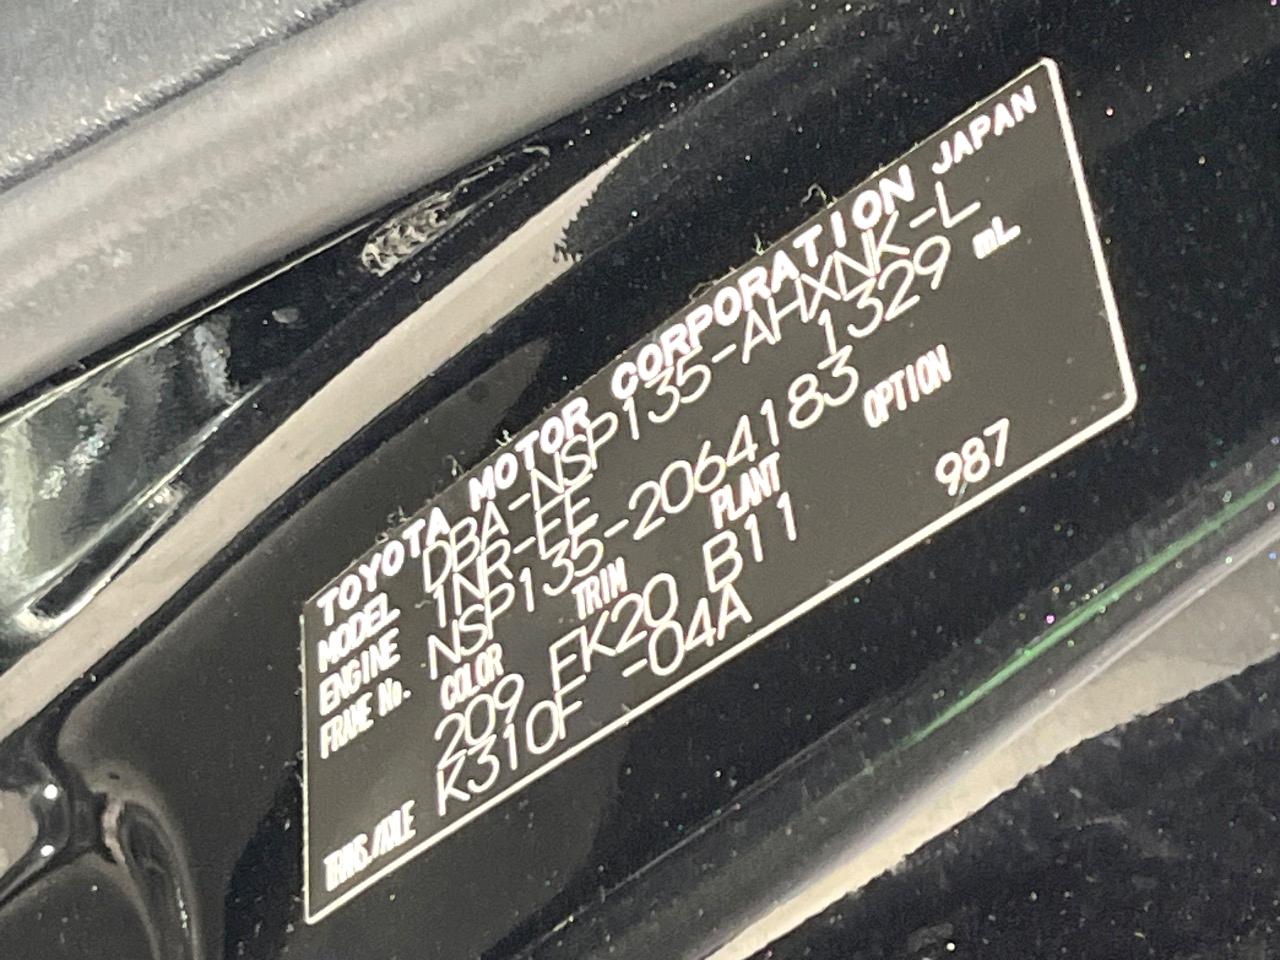 TOYOTA MOTOR CORPORATION JAPAN
MODEL DBA-NSP135-AHXNK-L
ENGINE 1NR-FE 1329 mL
FRAME No. NSP135-2064183
COLOR TRIM PLANT OPTION
209 FK20 B11 987
TRANS./AXLE K310F -04A